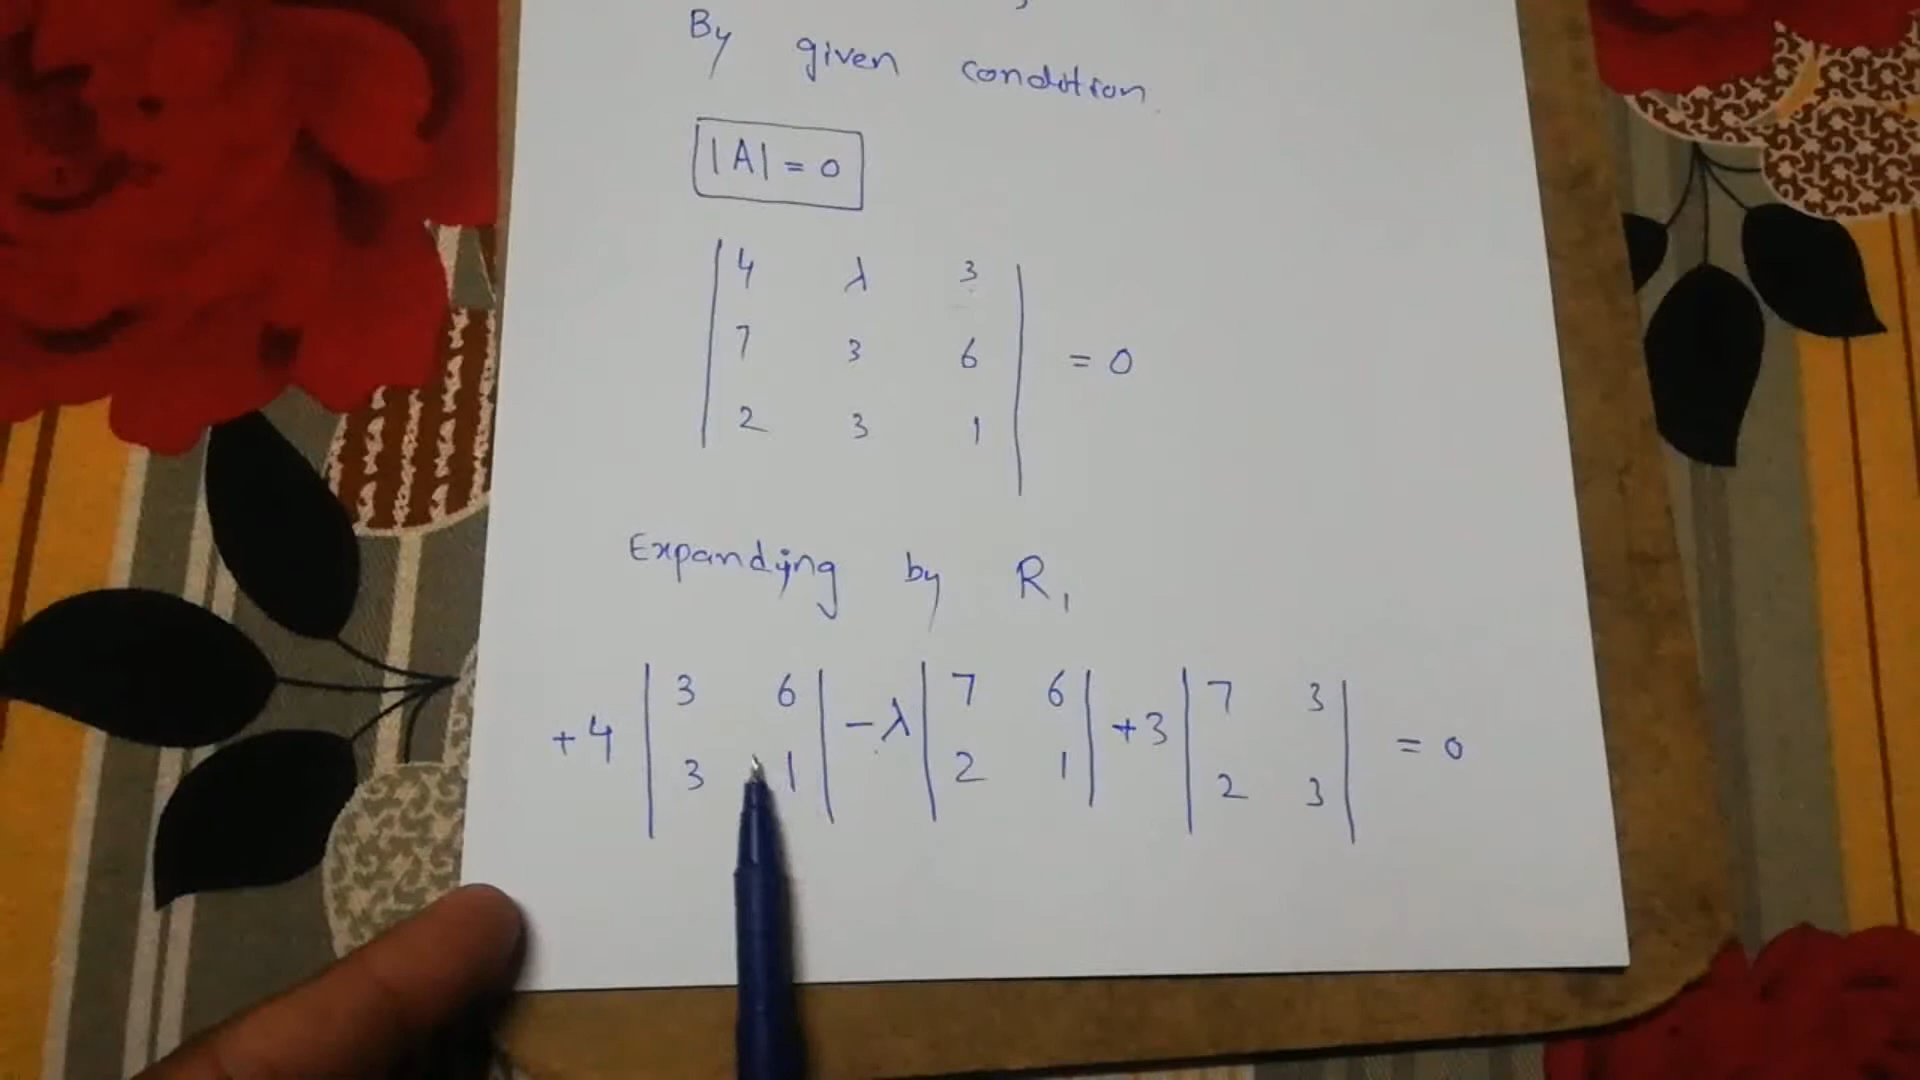 By given condition
|A| = 0
| 4 λ 3 |
| 7 3 6 | = 0
| 2 3 1 |
Expanding by R₁
+4 | 3 6 | -λ | 7 6 | +3 | 7 3 | = 0
| 3 1 | | 2 1 | | 2 3 |